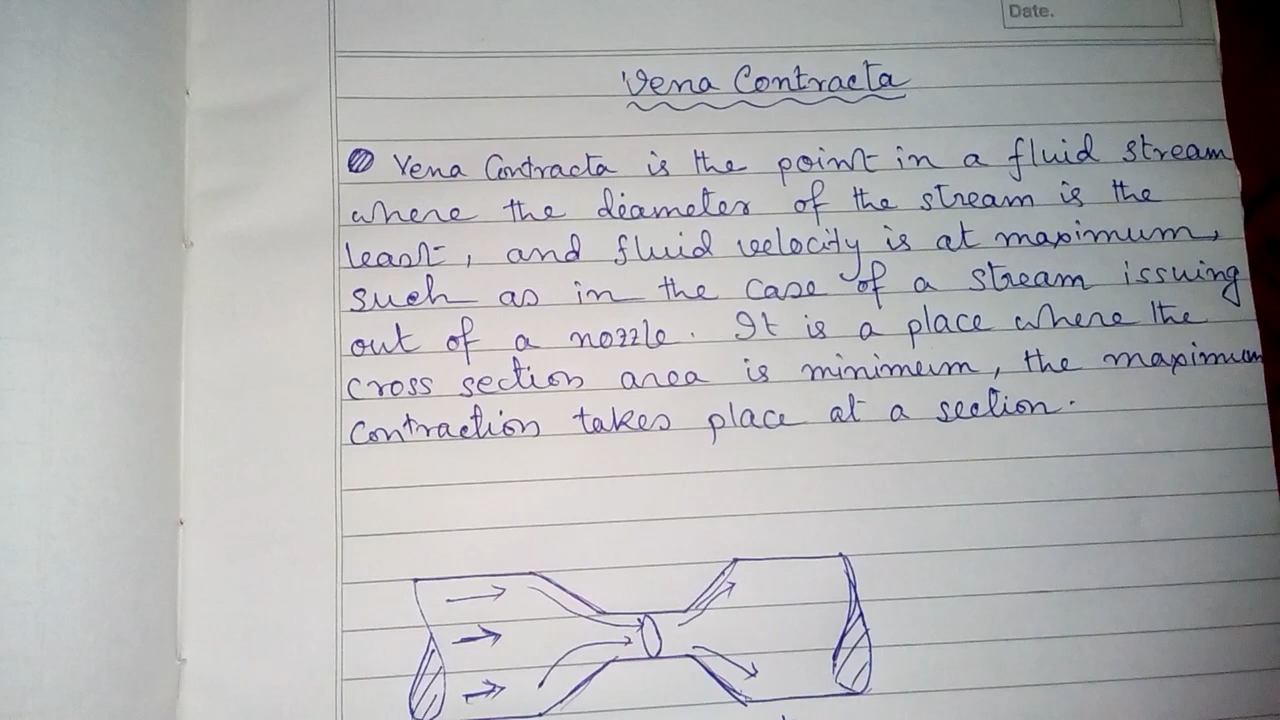 Date.
Vena Contracta
Vena Contracta is the point in a fluid stream
where the diameter of the stream is the
least, and fluid velocity is at maximum,
such as in the case of a stream issuing
out of a nozzle. It is a place where the
cross section area is minimum, the maximum
contraction takes place at a section.